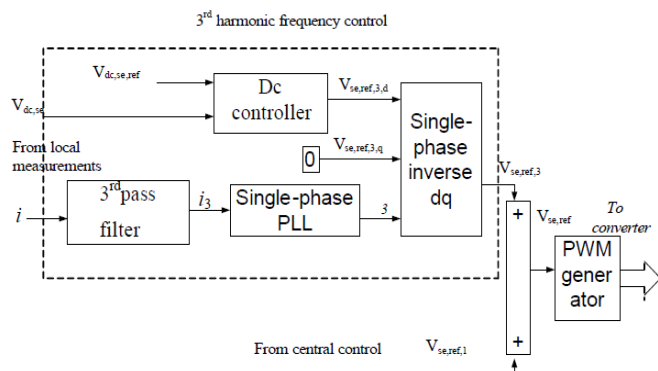 3rd harmonic frequency control
Vdc,se,ref
Vdc,se
Dc
controller
Vse,ref,3,d
0
Vse,ref,3,q
Single-
phase
inverse
dq
Vse,ref,3
From local
measurements
i
3rd pass
filter
i3
Single-phase
PLL
3
+
Vse,ref
To
converter
PWM
gener
ator
+
From central control
Vse,ref,1